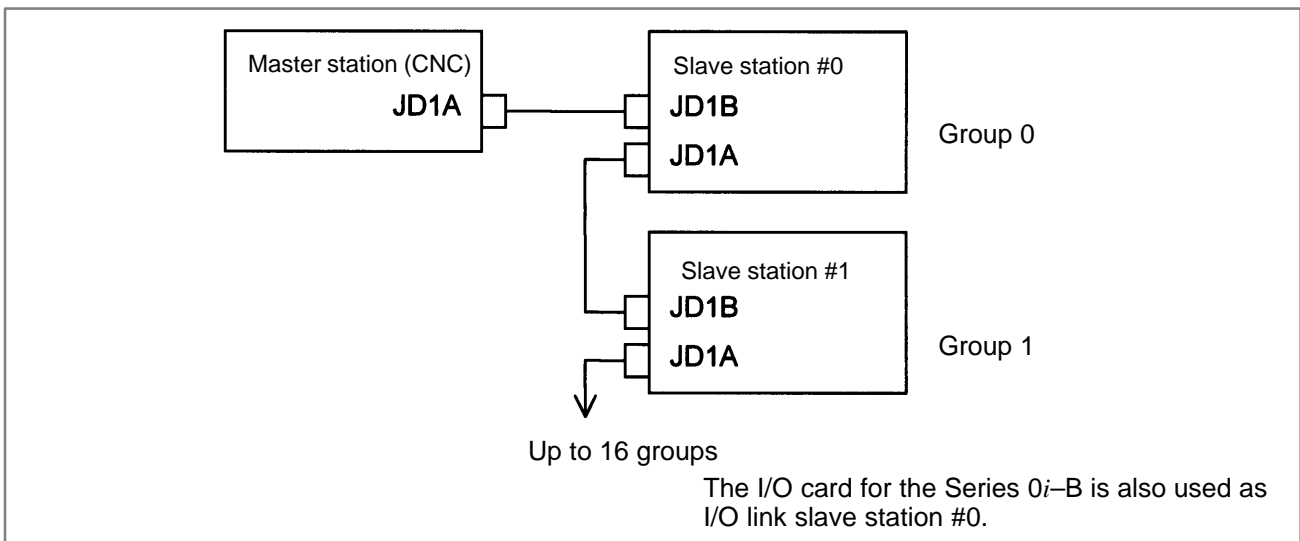 Master station (CNC)
JD1A
Slave station #0
JD1B
JD1A
Group 0
Slave station #1
JD1B
JD1A
Group 1
Up to 16 groups
The I/O card for the Series 0i–B is also used as
I/O link slave station #0.